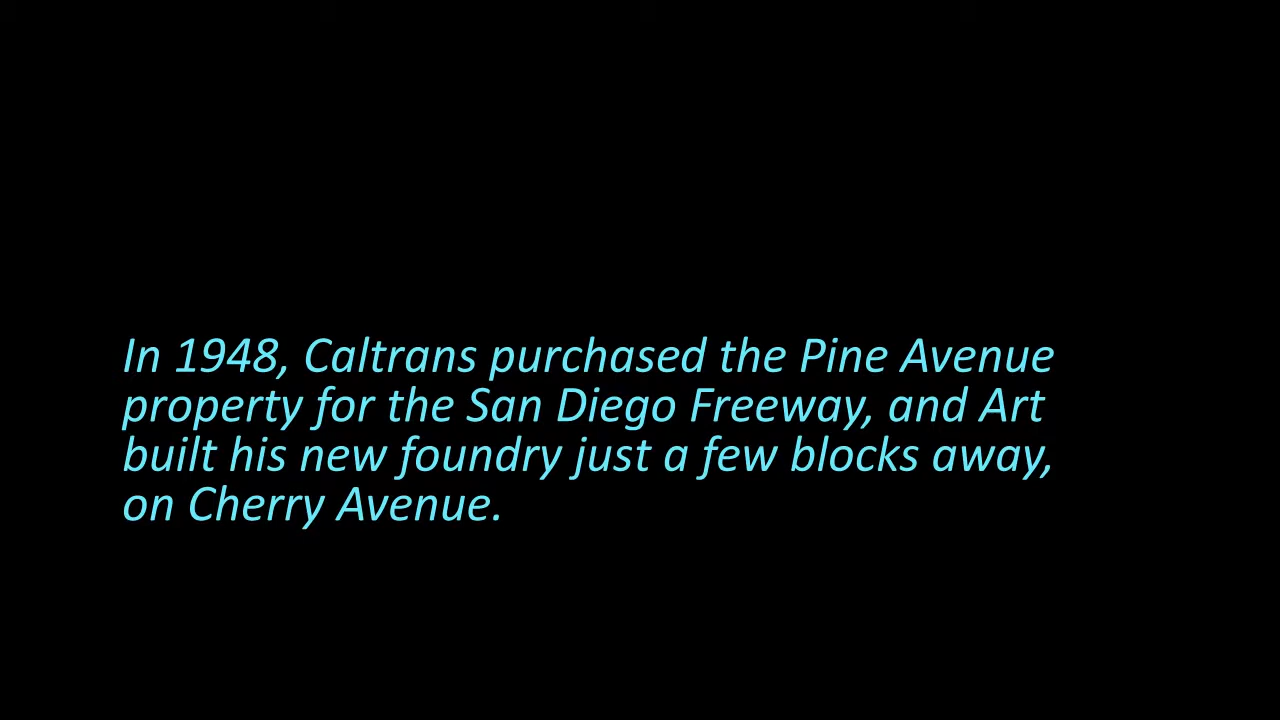 In 1948, Caltrans purchased the Pine Avenue
property for the San Diego Freeway, and Art
built his new foundry just a few blocks away,
on Cherry Avenue.